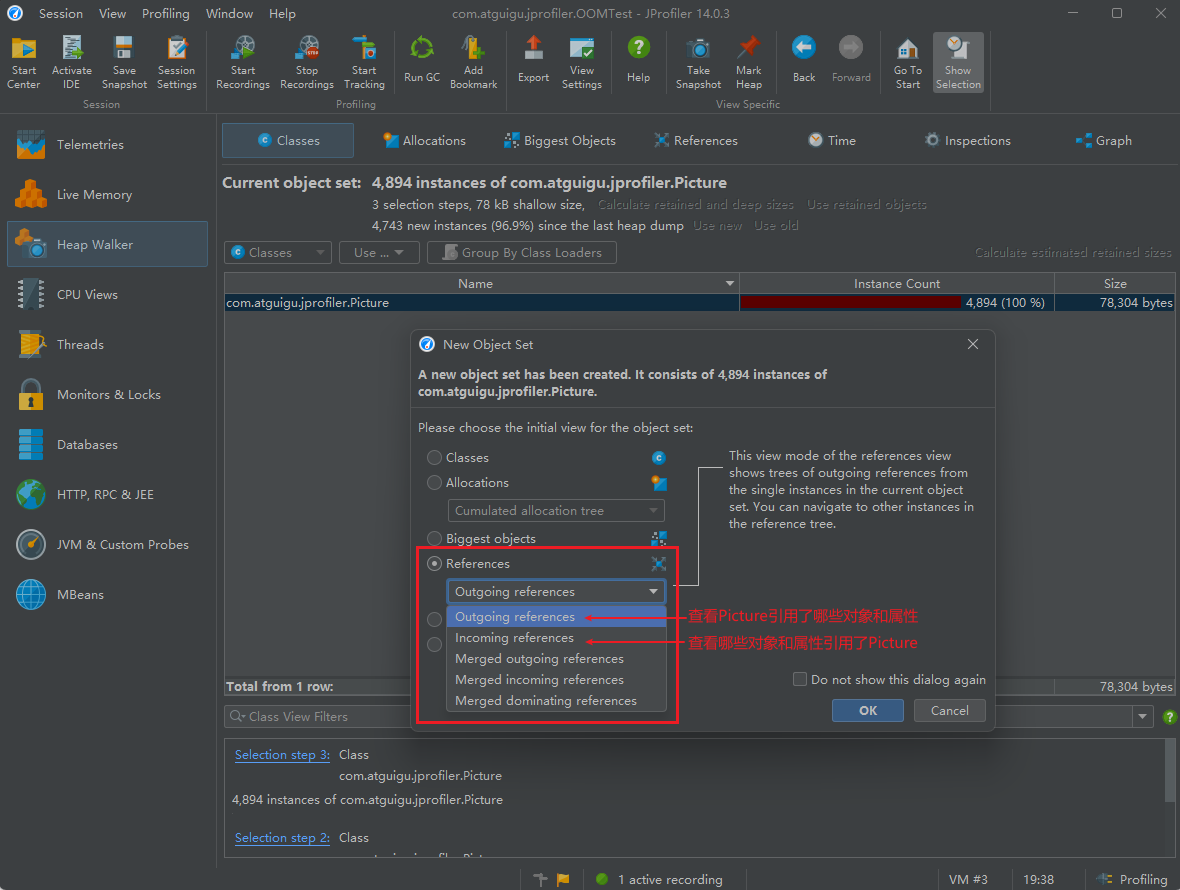 Session View Profiling Window Help com.atguigu.jprofiler.OOMTest - JProfiler 14.0.3
Start Center
Activate IDE
Save Snapshot
Session Settings
Start Recordings
Stop Recordings
Start Tracking
Run GC
Add Bookmark
Export
View Settings
Help
Take Snapshot
Mark Heap
Back
Forward
Go To Start
Show Selection
Session Profiling View Specific
Telemetries
Live Memory
Heap Walker
CPU Views
Threads
Monitors & Locks
Databases
HTTP, RPC & JEE
JVM & Custom Probes
MBeans
Classes Allocations Biggest Objects References Time Inspections Graph
Current object set: 4,894 instances of com.atguigu.jprofiler.Picture
3 selection steps, 78 kB shallow size, Calculate retained and deep sizes Use retained objects
4,743 new instances (96.9%) since the last heap dump Use new Use old
Classes Use ... Group By Class Loaders Calculate estimated retained sizes
Name Instance Count Size
com.atguigu.jprofiler.Picture 4,894 (100 %) 78,304 bytes
New Object Set
A new object set has been created. It consists of 4,894 instances of
com.atguigu.jprofiler.Picture.
Please choose the initial view for the object set:
Classes
Allocations
Cumulated allocation tree
Biggest objects
References
Outgoing references
Outgoing references
Incoming references
Merged outgoing references
Merged incoming references
Merged dominating references
This view mode of the references view
shows trees of outgoing references from
the single instances in the current object
set. You can navigate to other instances in
the reference tree.
查看Picture引用了哪些对象和属性
查看哪些对象和属性引用了Picture
Do not show this dialog again
OK Cancel
Total from 1 row: 78,304 bytes
Class View Filters
Selection step 3: Class
com.atguigu.jprofiler.Picture
4,894 instances of com.atguigu.jprofiler.Picture
Selection step 2: Class
1 active recording VM #3 19:38 Profiling